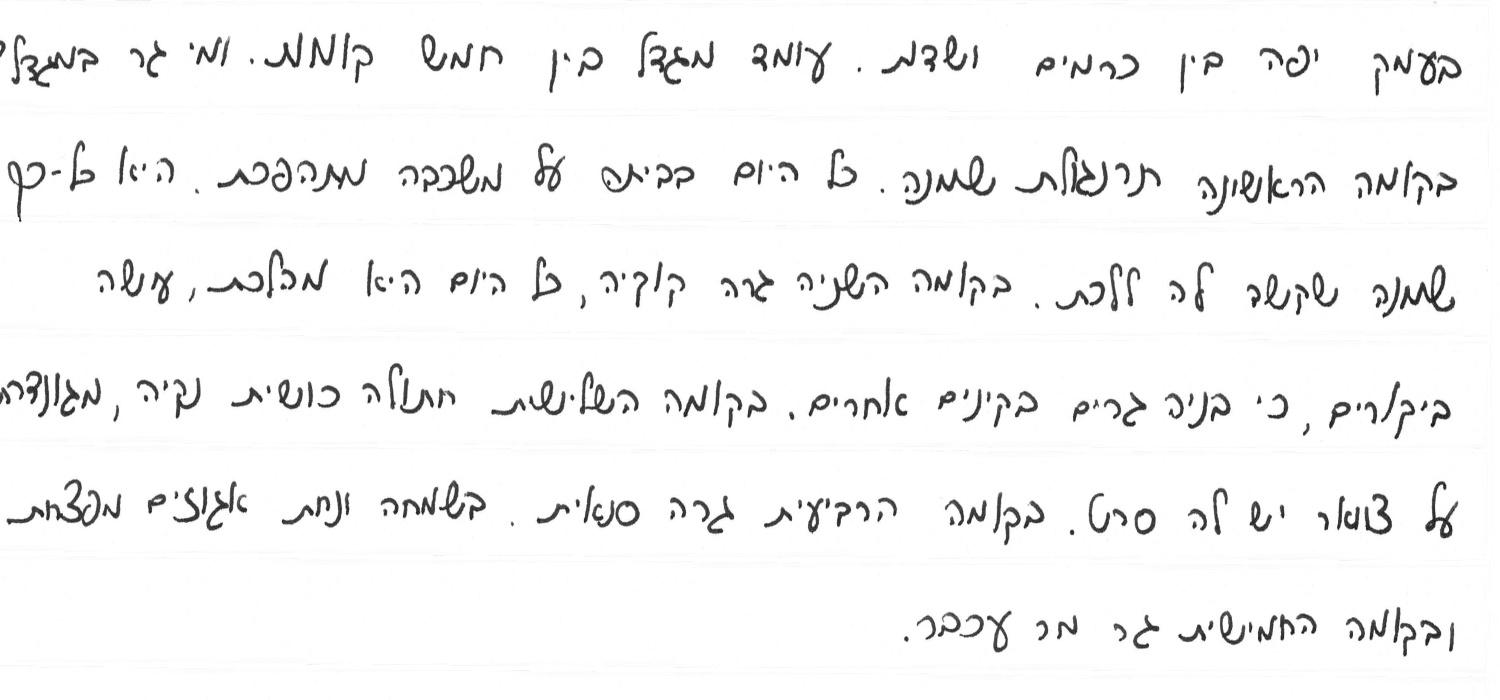 בעמק יפה בין כרמים ושדות. עומד מגדל בין חמש קומות. ומי גר במגדל?
בקומה הראשונה תרנגולת שמנה. כל היום בביתה על משכבה מתהפכת. היא כל-כך
שמנה שקשה לה ללכת. בקומה השניה גרה קוקיה, כל היום היא מהלכת, עושה
ביקורים, כי בניה גרים בקינים אחרים. בקומה השלישית חתולה כושית נקיה, מגונדרת
על צואר יש לה סרט. בקומה הרביעית גרה סנאית. בשמחה ונחת אגוזים מפצחת
ובקומה החמישית גר מר עכבר.